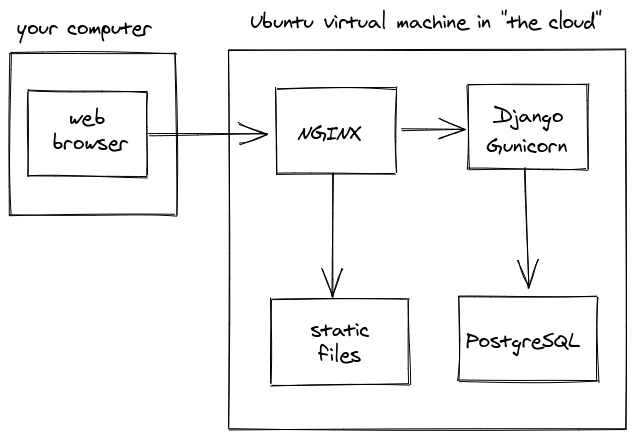 your computer
Ubuntu virtual machine in "the cloud"
web
browser
NGINX
Django
Gunicorn
static
files
PostgreSQL